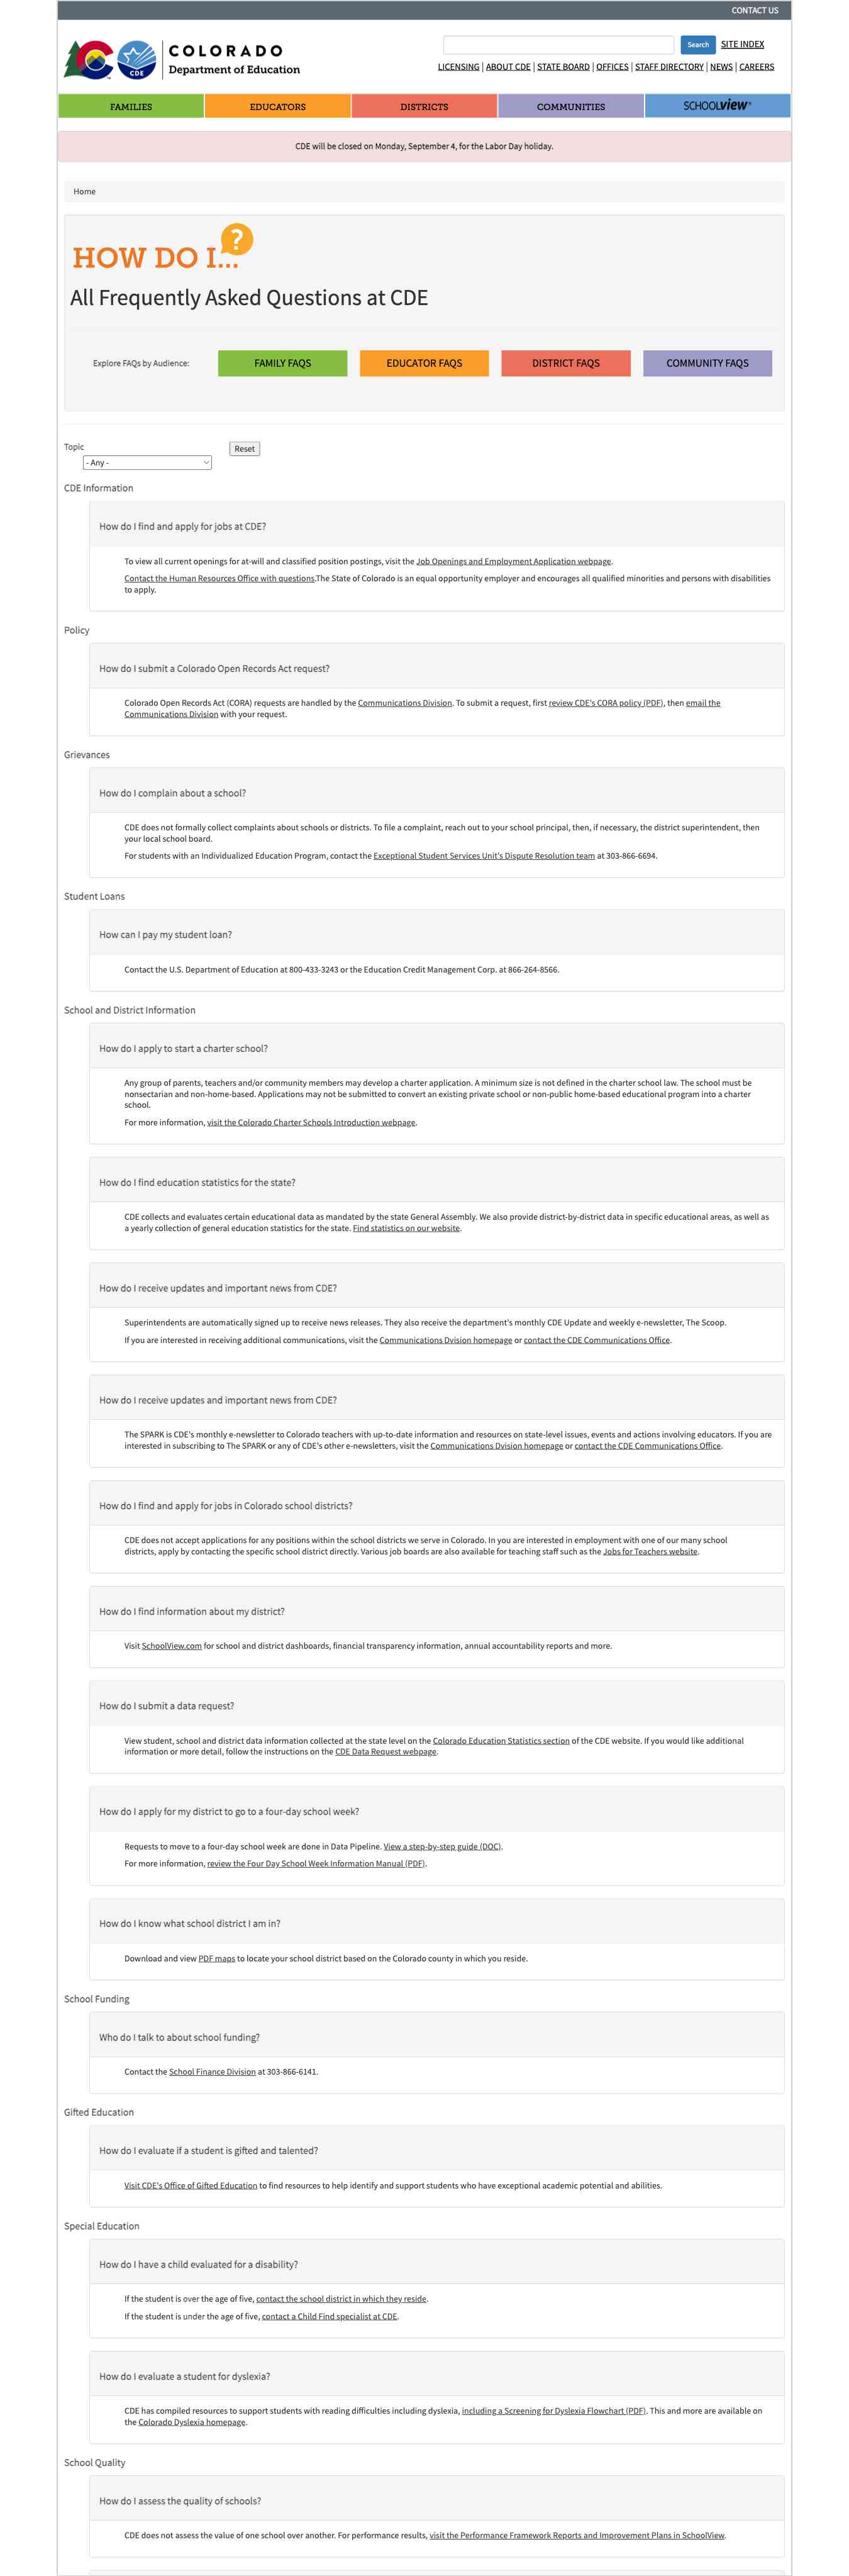 CONTACT US
CDE
COLORADO
Department of Education
Search
SITE INDEX
LICENSING | ABOUT CDE | STATE BOARD | OFFICES | STAFF DIRECTORY | NEWS | CAREERS
FAMILIES
EDUCATORS
DISTRICTS
COMMUNITIES
SCHOOLview®
CDE will be closed on Monday, September 4, for the Labor Day holiday.
Home
HOW DO I...?
All Frequently Asked Questions at CDE
Explore FAQs by Audience:
FAMILY FAQS
EDUCATOR FAQS
DISTRICT FAQS
COMMUNITY FAQS
Topic
Reset
- Any -
CDE Information
How do I find and apply for jobs at CDE?
To view all current openings for at-will and classified position postings, visit the Job Openings and Employment Application webpage.
Contact the Human Resources Office with questions.The State of Colorado is an equal opportunity employer and encourages all qualified minorities and persons with disabilities
to apply.
Policy
How do I submit a Colorado Open Records Act request?
Colorado Open Records Act (CORA) requests are handled by the Communications Division. To submit a request, first review CDE's CORA policy (PDF), then email the
Communications Division with your request.
Grievances
How do I complain about a school?
CDE does not formally collect complaints about schools or districts. To file a complaint, reach out to your school principal, then, if necessary, the district superintendent, then
your local school board.
For students with an Individualized Education Program, contact the Exceptional Student Services Unit's Dispute Resolution team at 303-866-6694.
Student Loans
How can I pay my student loan?
Contact the U.S. Department of Education at 800-433-3243 or the Education Credit Management Corp. at 866-264-8566.
School and District Information
How do I apply to start a charter school?
Any group of parents, teachers and/or community members may develop a charter application. A minimum size is not defined in the charter school law. The school must be
nonsectarian and non-home-based. Applications may not be submitted to convert an existing private school or non-public home-based educational program into a charter
school.
For more information, visit the Colorado Charter Schools Introduction webpage.
How do I find education statistics for the state?
CDE collects and evaluates certain educational data as mandated by the state General Assembly. We also provide district-by-district data in specific educational areas, as well as
a yearly collection of general education statistics for the state. Find statistics on our website.
How do I receive updates and important news from CDE?
Superintendents are automatically signed up to receive news releases. They also receive the department's monthly CDE Update and weekly e-newsletter, The Scoop.
If you are interested in receiving additional communications, visit the Communications Dvision homepage or contact the CDE Communications Office.
How do I receive updates and important news from CDE?
The SPARK is CDE's monthly e-newsletter to Colorado teachers with up-to-date information and resources on state-level issues, events and actions involving educators. If you are
interested in subscribing to The SPARK or any of CDE's other e-newsletters, visit the Communications Dvision homepage or contact the CDE Communications Office.
How do I find and apply for jobs in Colorado school districts?
CDE does not accept applications for any positions within the school districts we serve in Colorado. In you are interested in employment with one of our many school
districts, apply by contacting the specific school district directly. Various job boards are also available for teaching staff such as the Jobs for Teachers website.
How do I find information about my district?
Visit SchoolView.com for school and district dashboards, financial transparency information, annual accountability reports and more.
How do I submit a data request?
View student, school and district data information collected at the state level on the Colorado Education Statistics section of the CDE website. If you would like additional
information or more detail, follow the instructions on the CDE Data Request webpage.
How do I apply for my district to go to a four-day school week?
Requests to move to a four-day school week are done in Data Pipeline. View a step-by-step guide (DOC).
For more information, review the Four Day School Week Information Manual (PDF).
How do I know what school district I am in?
Download and view PDF maps to locate your school district based on the Colorado county in which you reside.
School Funding
Who do I talk to about school funding?
Contact the School Finance Division at 303-866-6141.
Gifted Education
How do I evaluate if a student is gifted and talented?
Visit CDE's Office of Gifted Education to find resources to help identify and support students who have exceptional academic potential and abilities.
Special Education
How do I have a child evaluated for a disability?
If the student is over the age of five, contact the school district in which they reside.
If the student is under the age of five, contact a Child Find specialist at CDE.
How do I evaluate a student for dyslexia?
CDE has compiled resources to support students with reading difficulties including dyslexia, including a Screening for Dyslexia Flowchart (PDF). This and more are available on
the Colorado Dyslexia homepage.
School Quality
How do I assess the quality of schools?
CDE does not assess the value of one school over another. For performance results, visit the Performance Framework Reports and Improvement Plans in SchoolView.